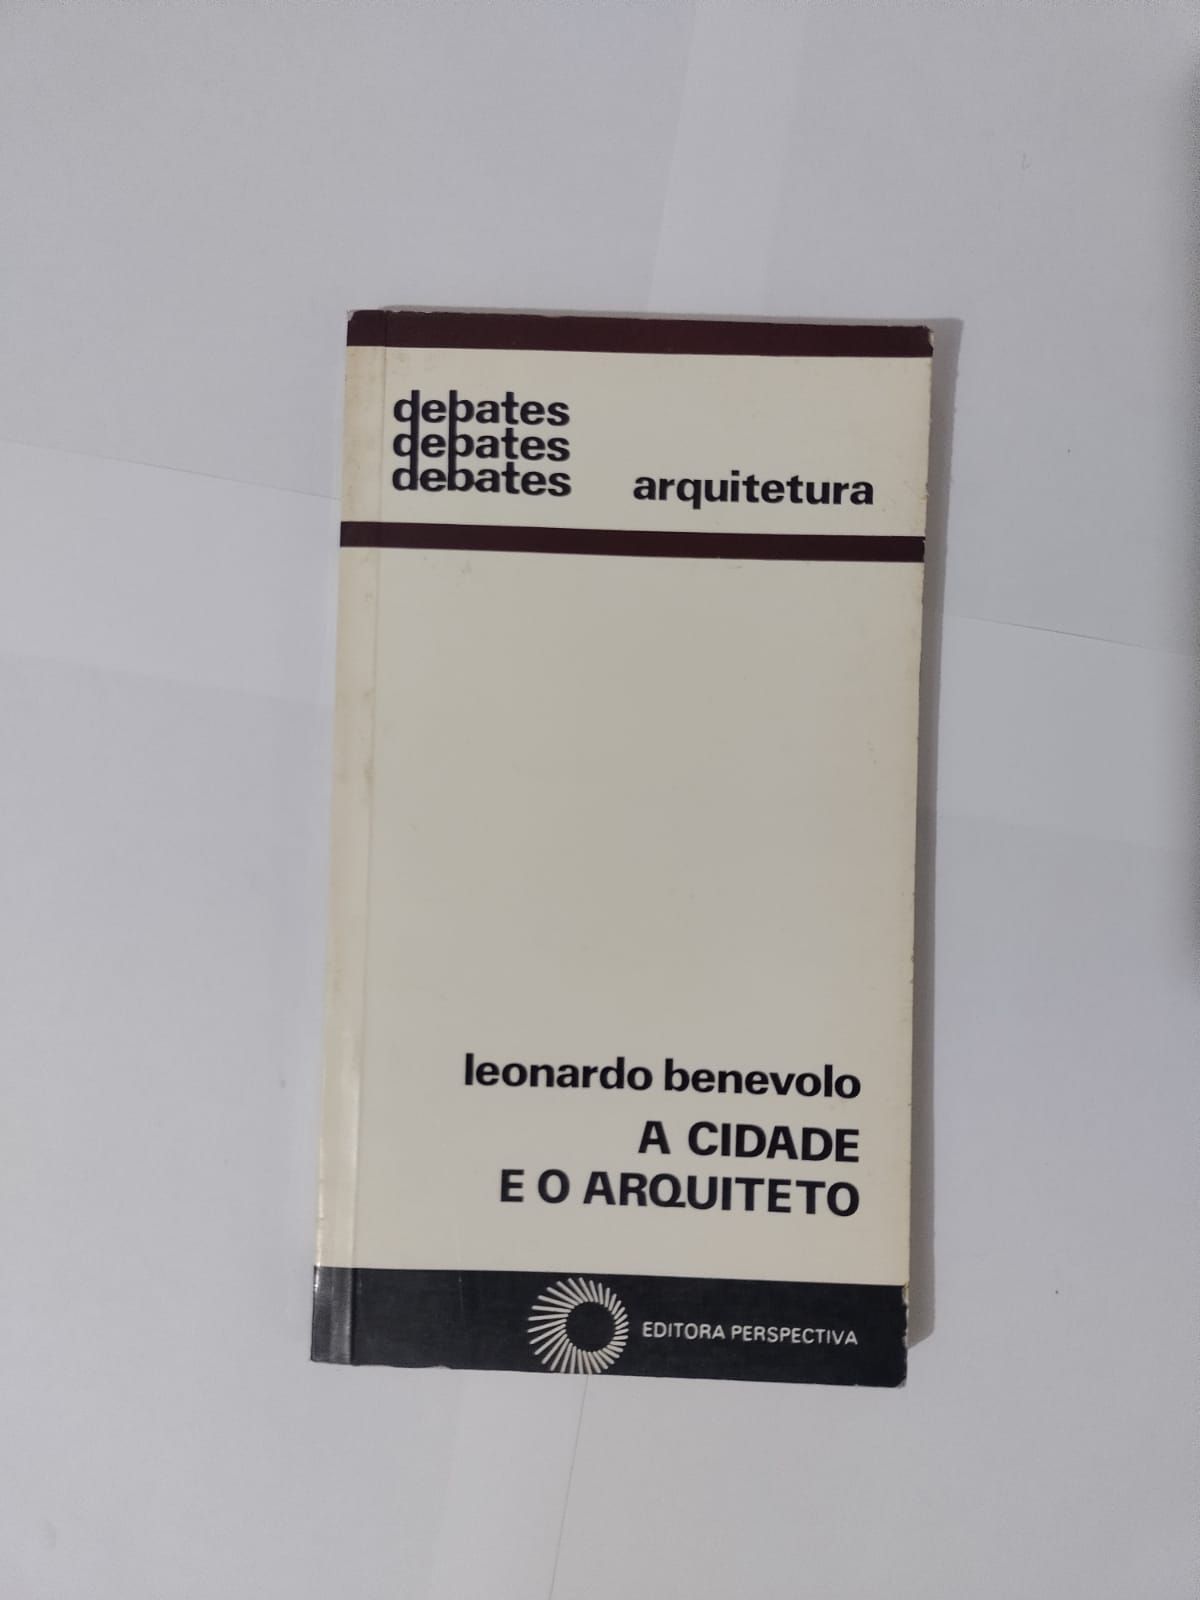 debates
debates
debates
arquitetura
leonardo benevolo
A CIDADE
E O ARQUITETO
EDITORA PERSPECTIVA